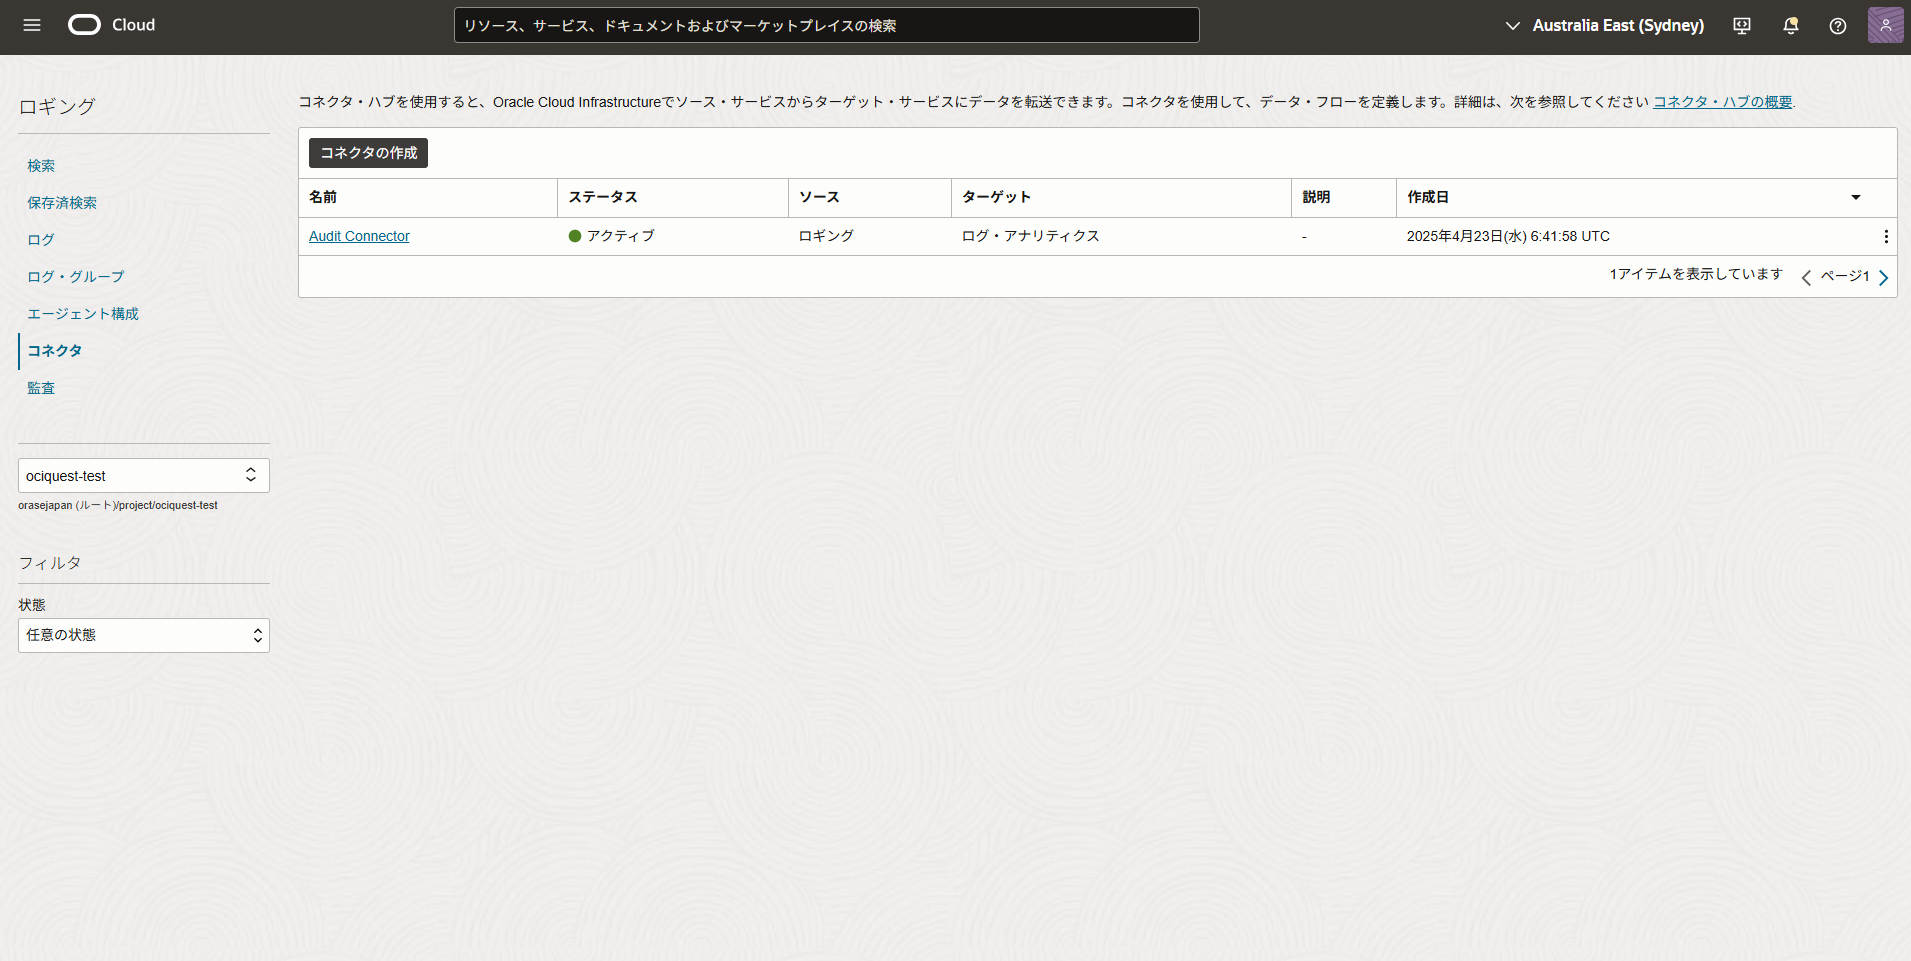 Cloud
リソース、サービス、ドキュメントおよびマーケットプレイスの検索
Australia East (Sydney)
ロギング
検索
保存済検索
ログ
ログ・グループ
エージェント構成
コネクタ
監査
ociquest-test
orasejapan (ルート)/project/ociquest-test
フィルタ
状態
任意の状態
コネクタ・ハブを使用すると、Oracle Cloud Infrastructureでソース・サービスからターゲット・サービスにデータを転送できます。コネクタを使用して、データ・フローを定義します。詳細は、次を参照してください コネクタ・ハブの概要.
コネクタの作成
名前 ステータス ソース ターゲット 説明 作成日
Audit Connector アクティブ ロギング ログ・アナリティクス - 2025年4月23日(水) 6:41:58 UTC
1アイテムを表示しています ページ1